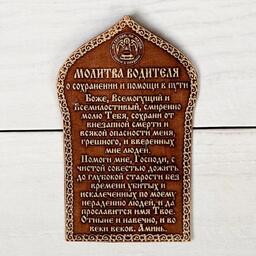 МОЛИТВА ВОДИТЕЛЯ
О СОХРАНЕНИИ И ПОМОЩИ В ПУТИ
БОЖЕ, ВСЕМОГУЩИЙ И
ВСЕМИЛОСТИВЫЙ, СМИРЕННО
МОЛЮ ТЕБЯ, СОХРАНИ ОТ
ВНЕЗАПНОЙ СМЕРТИ И
ВСЯКОЙ ОПАСНОСТИ МЕНЯ
ГРЕШНОГО, И ВВЕРЕННЫХ
МНЕ ЛЮДЕЙ.
ПОМОГИ МНЕ, ГОСПОДИ, С
ЧИСТОЙ СОВЕСТЬЮ ДОЖИТЬ
ДО ГЛУБОКОЙ СТАРОСТИ БЕЗ
БРЕМЕНИ УБИТЫХ И
ИСКАЛЕЧЕННЫХ ПО МОЕМУ
НЕРАДЕНИЮ ЛЮДЕЙ, И ДА
ПРОСЛАВИТСЯ ИМЯ ТВОЕ.
ОТНЫНЕ И НАВЕЧНО, И ВО
ВЕКИ ВЕКОВ. АМИНЬ.